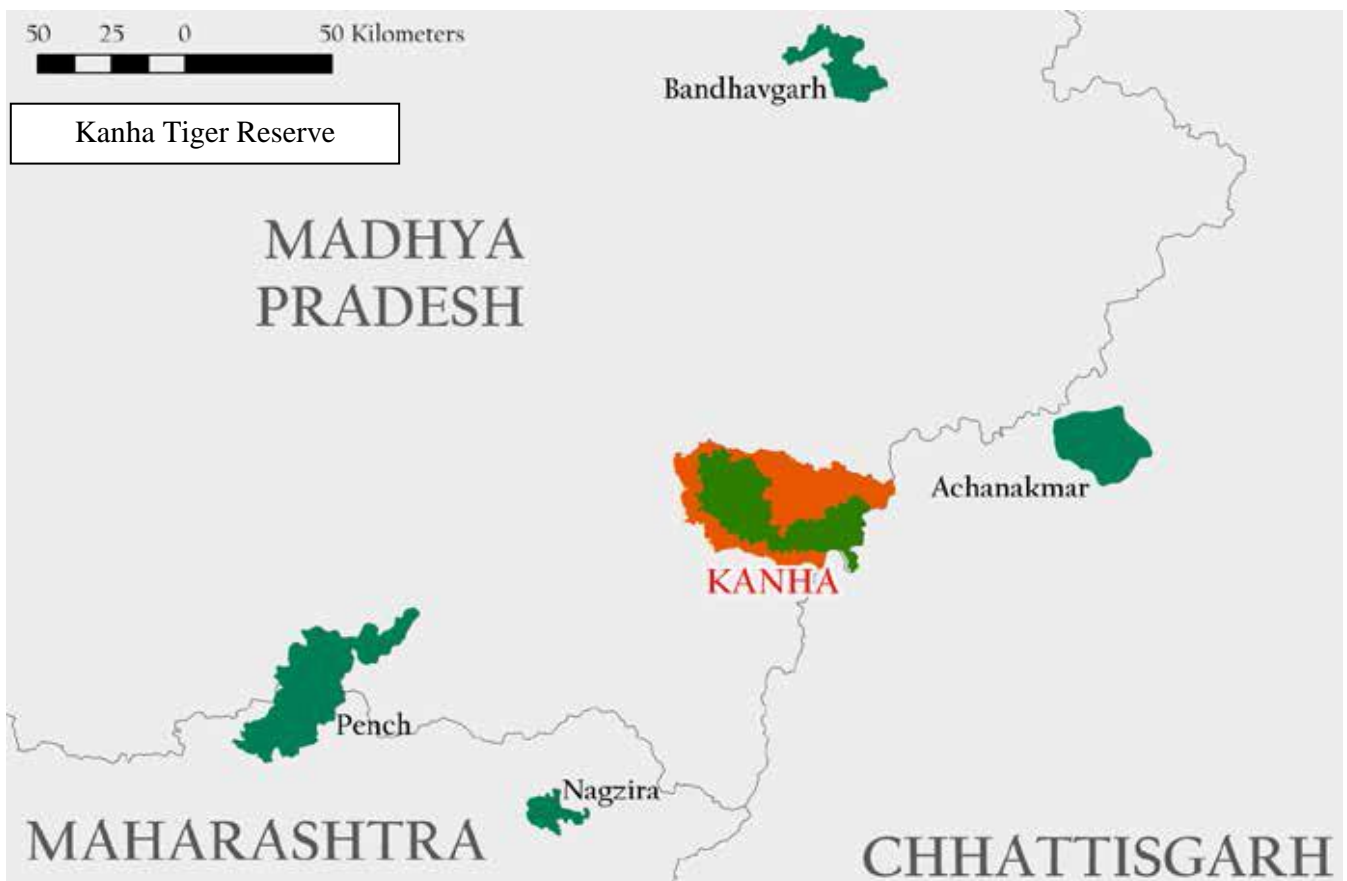 50 25 0 50 Kilometers
Kanha Tiger Reserve
Bandhavgarh
MADHYA
PRADESH
Achanakmar
KANHA
Pench
Nagzira
MAHARASHTRA
CHHATTISGARH